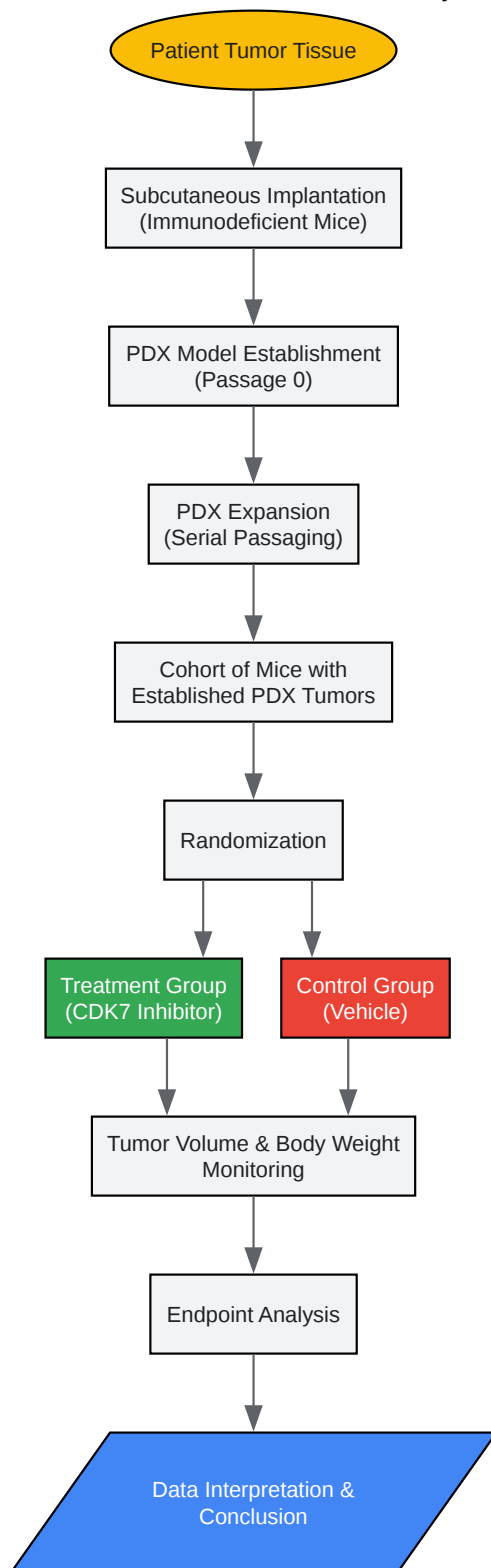 Patient Tumor Tissue
Subcutaneous Implantation
(Immunodeficient Mice)
PDX Model Establishment
(Passage 0)
PDX Expansion
(Serial Passaging)
Cohort of Mice with
Established PDX Tumors
Randomization
Treatment Group
(CDK7 Inhibitor)
Control Group
(Vehicle)
Tumor Volume & Body Weight
Monitoring
Endpoint Analysis
Data Interpretation &
Conclusion